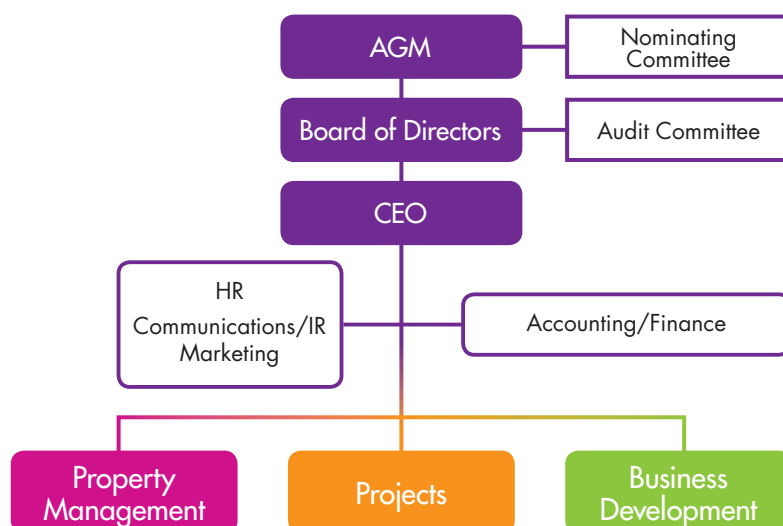 AGM
Nominating
Committee
Board of Directors
Audit Committee
CEO
HR
Communications/IR
Marketing
Accounting/Finance
Property
Management
Projects
Business
Development